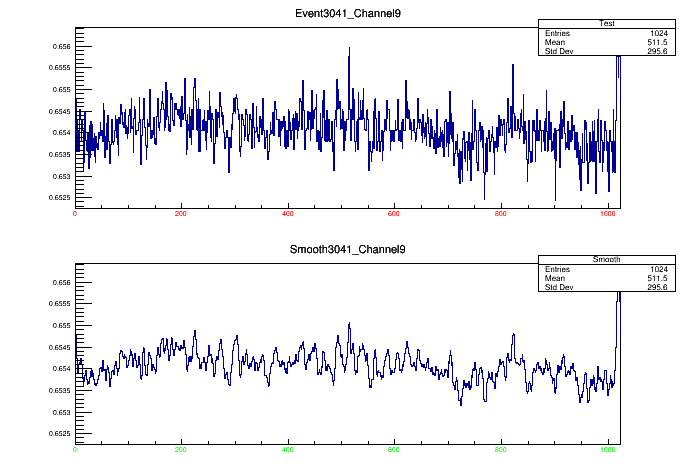 Event3041_Channel9
Test
Entries 1024
Mean 511.5
Std Dev 295.6
0.656
0.6555
0.655
0.6545
0.654
0.6535
0.653
0.6525
0 200 400 600 800 1000
Smooth3041_Channel9
Smooth
Entries 1024
Mean 511.5
Std Dev 295.6
0.656
0.6555
0.655
0.6545
0.654
0.6535
0.653
0.6525
0 200 400 600 800 1000